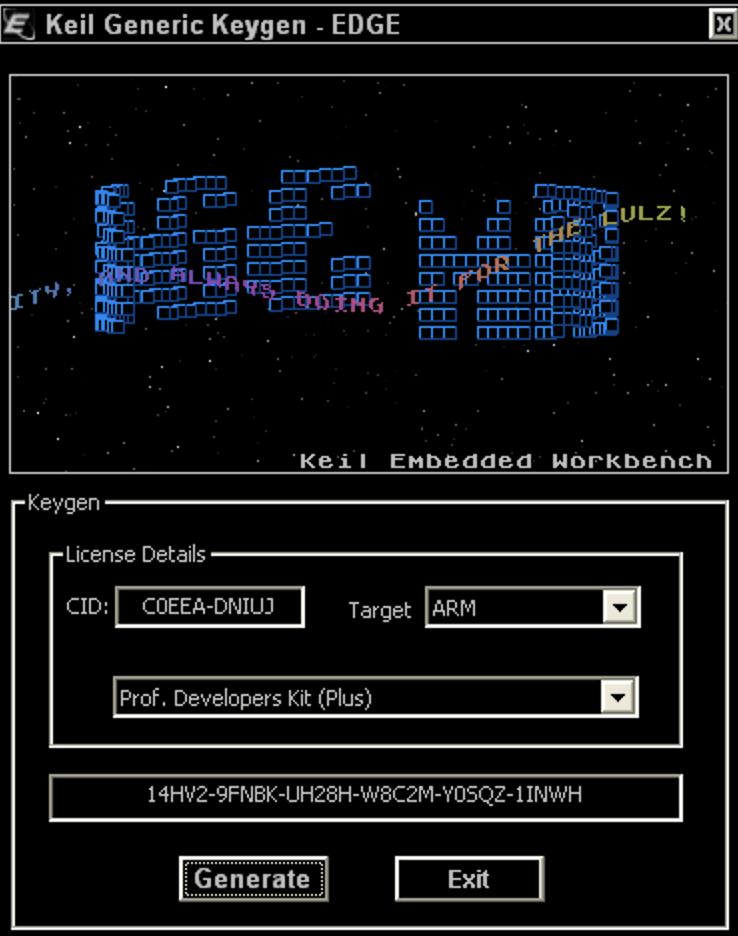 Keil Generic Keygen - EDGE
ITY, AND ALWAYS DOING IT FOR THE LULZ!
Keil Embedded Workbench
Keygen
License Details
CID: C0EEA-DNIUJ Target ARM
Prof. Developers Kit (Plus)
14HV2-9FNBK-UH28H-W8C2M-Y0SQZ-1INWH
Generate Exit